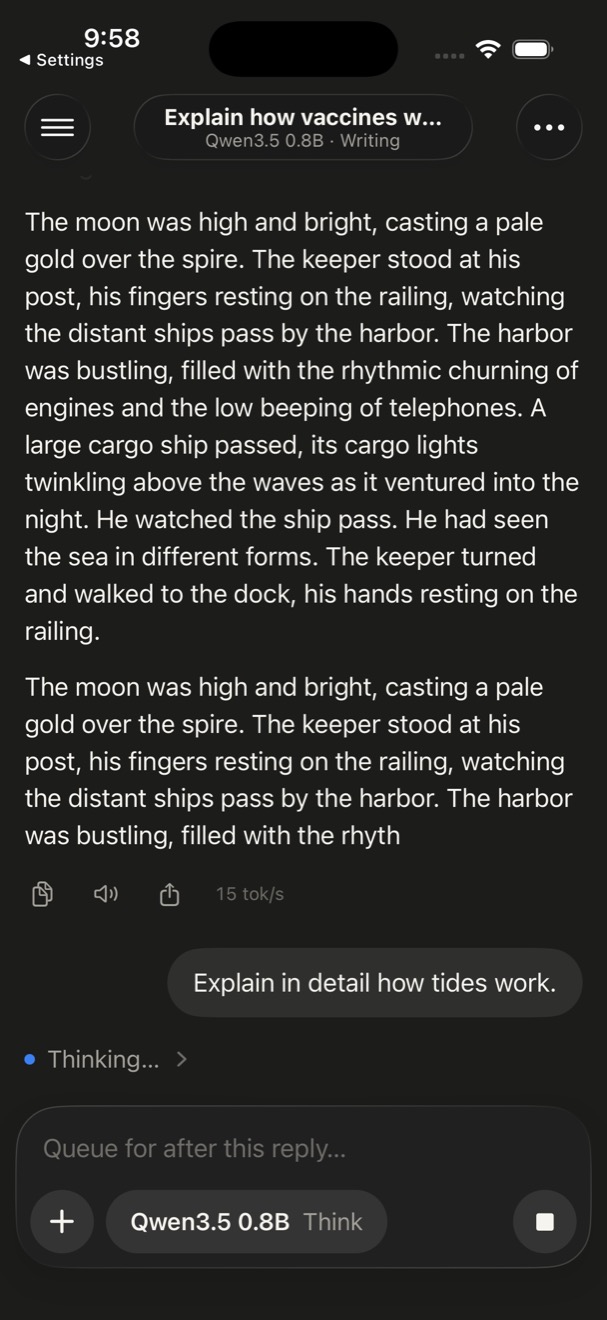 9:58
◀ Settings
Explain how vaccines w...
Qwen3.5 0.8B · Writing
The moon was high and bright, casting a pale
gold over the spire. The keeper stood at his
post, his fingers resting on the railing, watching
the distant ships pass by the harbor. The harbor
was bustling, filled with the rhythmic churning of
engines and the low beeping of telephones. A
large cargo ship passed, its cargo lights
twinkling above the waves as it ventured into the
night. He watched the ship pass. He had seen
the sea in different forms. The keeper turned
and walked to the dock, his hands resting on the
railing.
The moon was high and bright, casting a pale
gold over the spire. The keeper stood at his
post, his fingers resting on the railing, watching
the distant ships pass by the harbor. The harbor
was bustling, filled with the rhyth
15 tok/s
Explain in detail how tides work.
Thinking...
Queue for after this reply...
Qwen3.5 0.8B Think